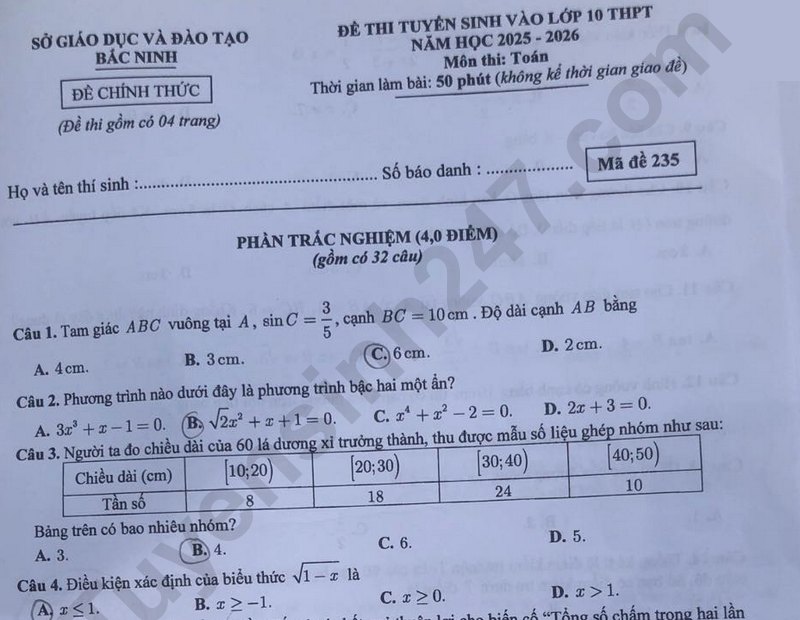 SỞ GIÁO DỤC VÀ ĐÀO TẠO
BẮC NINH
ĐỀ CHÍNH THỨC
(Đề thi gồm có 04 trang)
ĐỀ THI TUYỂN SINH VÀO LỚP 10 THPT
NĂM HỌC 2025 - 2026
Môn thi: Toán
Thời gian làm bài: 50 phút (không kể thời gian giao đề)
Họ và tên thí sinh :.................................................... Số báo danh : ...................
Mã đề 235
PHẦN TRẮC NGHIỆM (4,0 ĐIỂM)
(gồm có 32 câu)
Câu 1. Tam giác ABC vuông tại A, sin C = 3/5, cạnh BC = 10 cm. Độ dài cạnh AB bằng
A. 4 cm. B. 3 cm. C. 6 cm. D. 2 cm.
Câu 2. Phương trình nào dưới đây là phương trình bậc hai một ẩn?
A. 3x³ + x − 1 = 0. B. √2x² + x + 1 = 0. C. x⁴ + x² − 2 = 0. D. 2x + 3 = 0.
Câu 3. Người ta đo chiều dài của 60 lá dương xỉ trưởng thành, thu được mẫu số liệu ghép nhóm như sau:
Chiều dài (cm) [10;20) [20;30) [30;40) [40;50)
Tần số 8 18 24 10
Bảng trên có bao nhiêu nhóm?
A. 3. B. 4. C. 6. D. 5.
Câu 4. Điều kiện xác định của biểu thức √(1 − x) là
A. x ≤ 1. B. x ≥ −1. C. x ≥ 0. D. x > 1.
cho biến cố “Tổng số chấm trong hai lần
Tuyensinh247.com